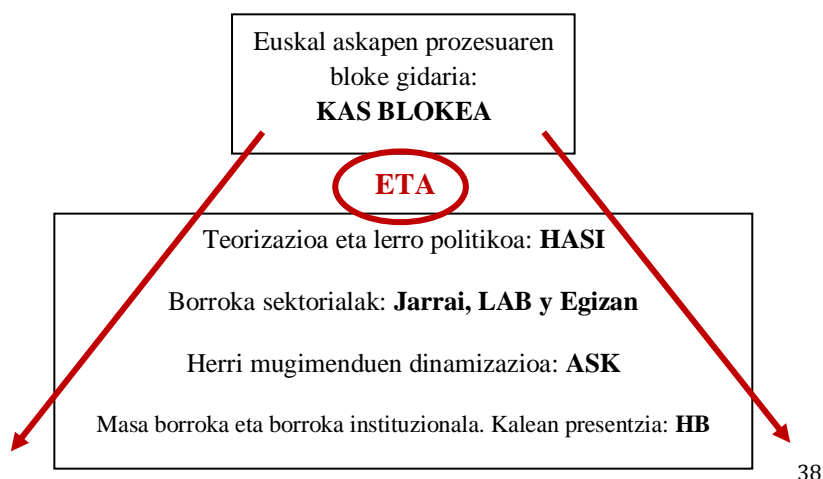 Euskal askapen prozesuaren
bloke gidaria:
KAS BLOKEA
ETA
Teorizazioa eta lerro politikoa: HASI
Borroka sektorialak: Jarrai, LAB y Egizan
Herri mugimenduen dinamizazioa: ASK
Masa borroka eta borroka instituzionala. Kalean presentzia: HB
38